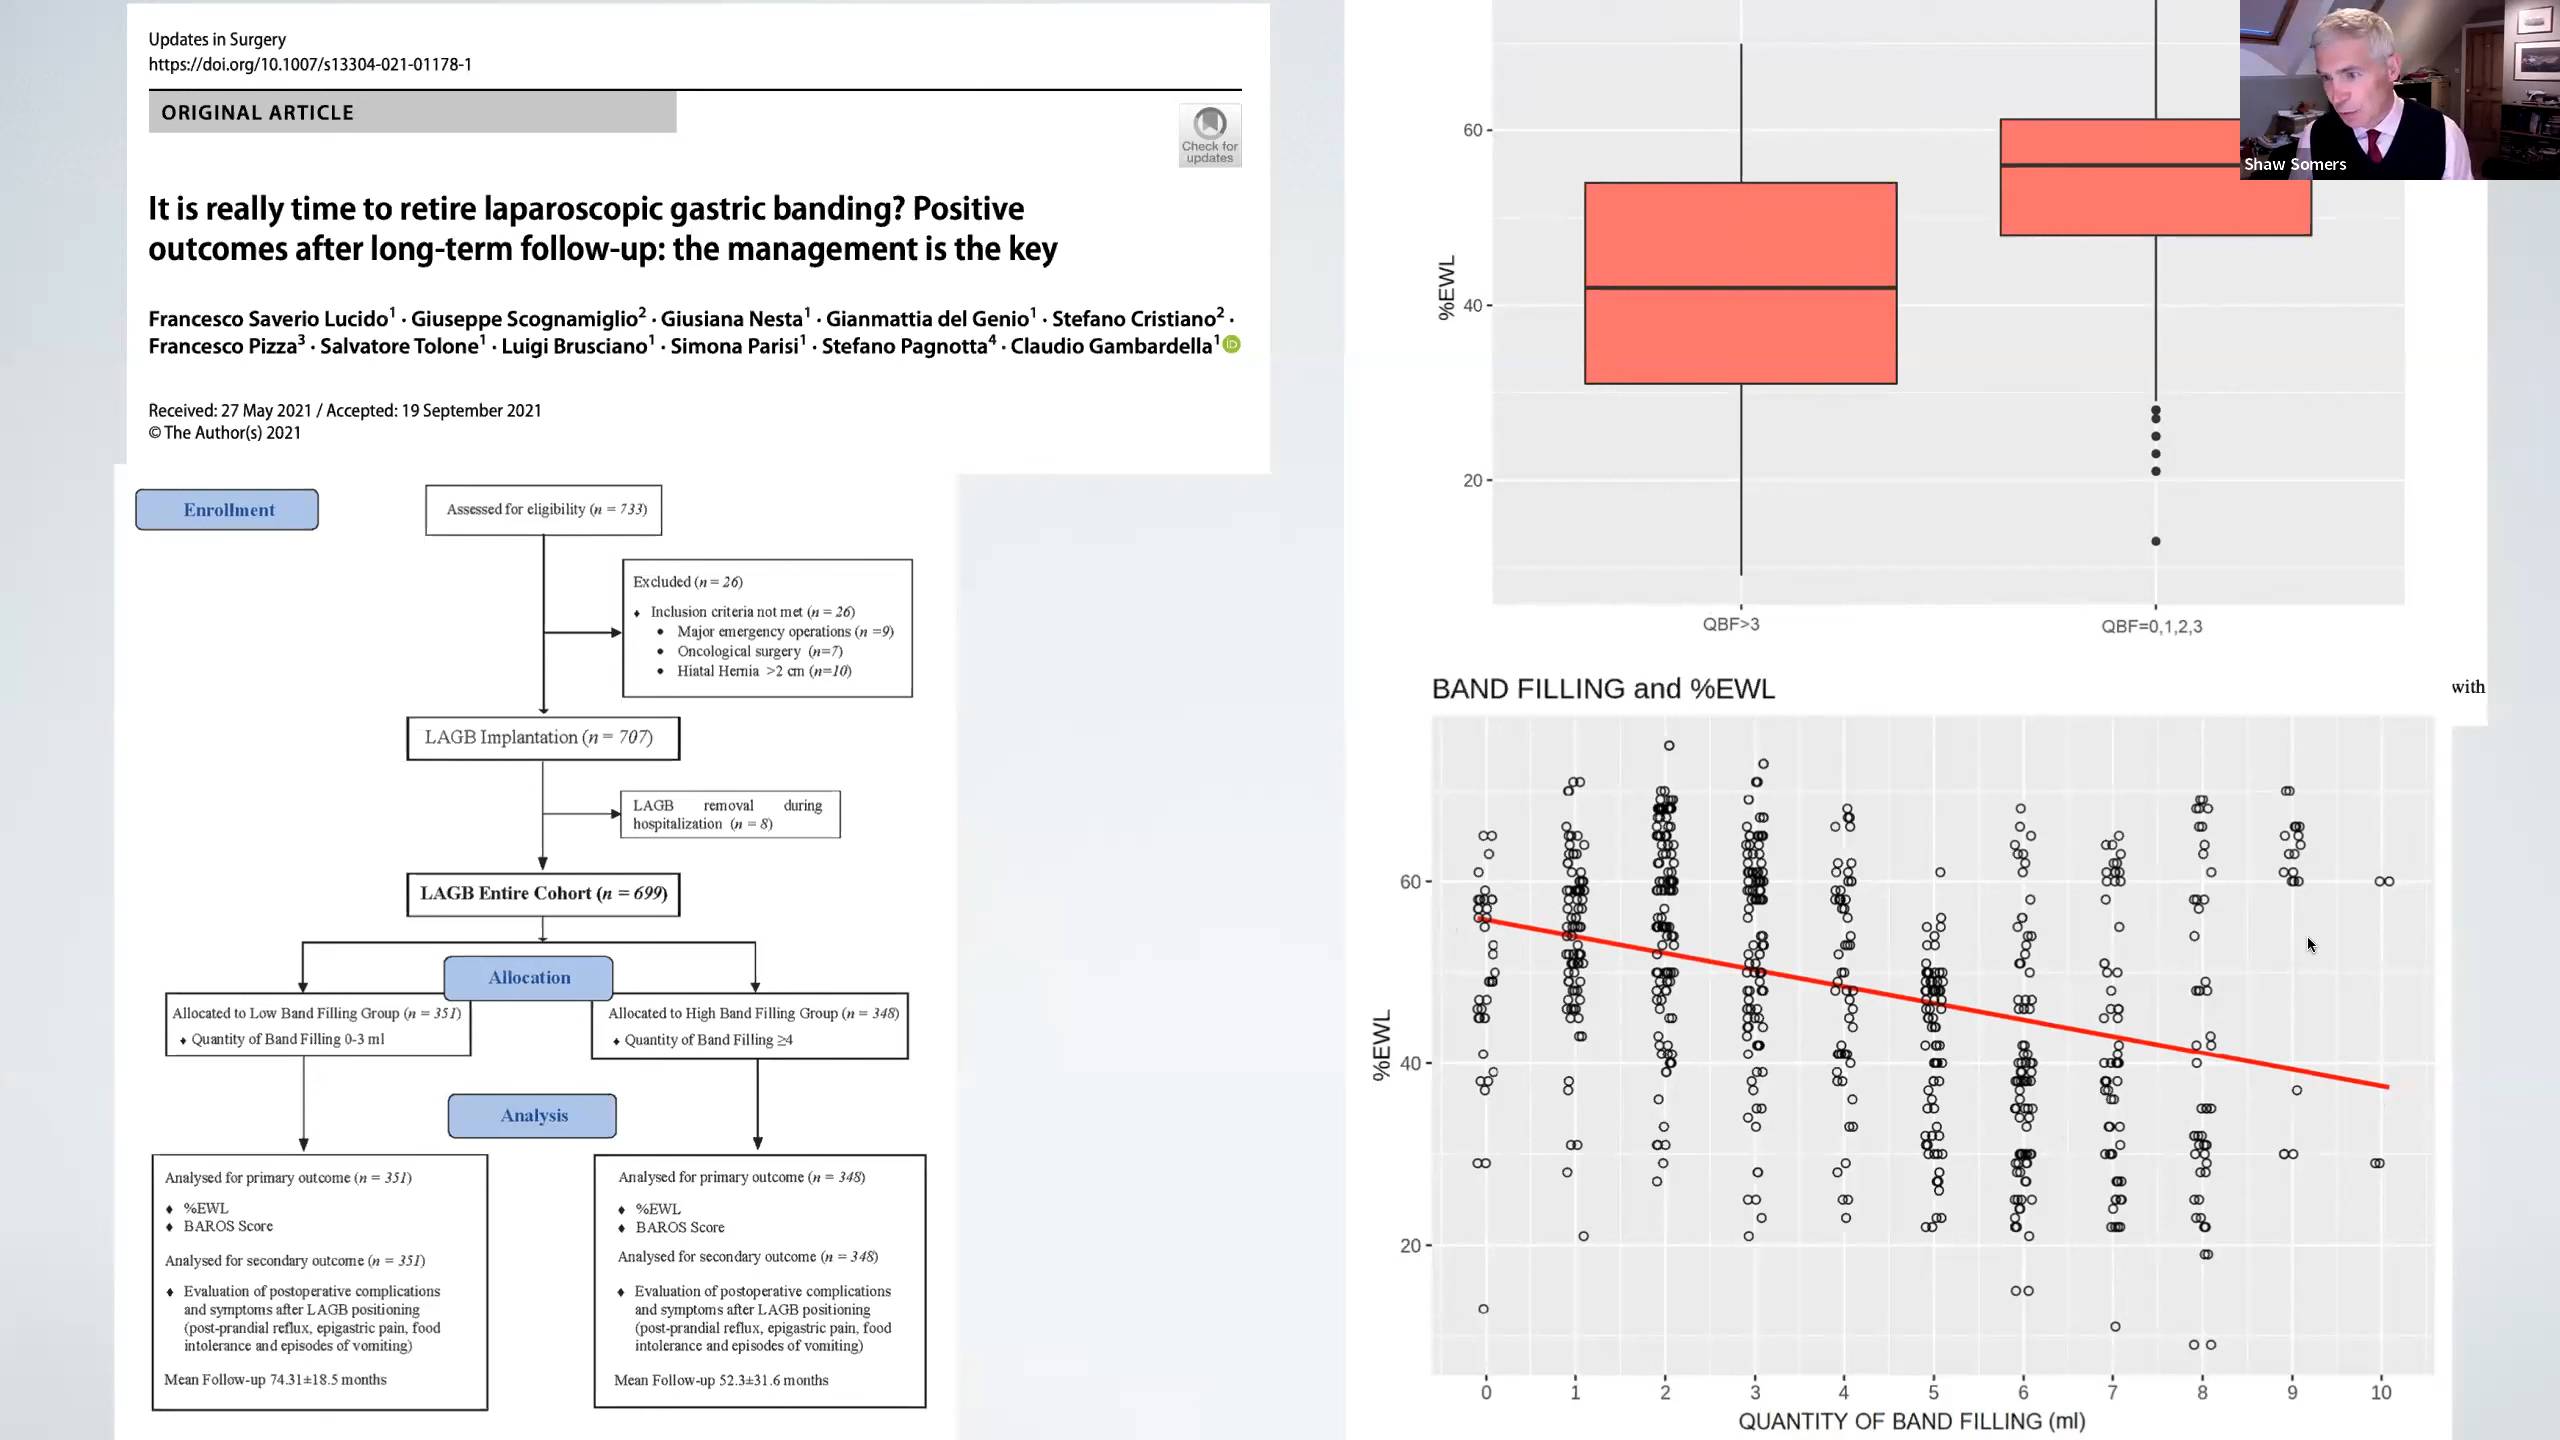 Updates in Surgery
https://doi.org/10.1007/s13304-021-01178-1
ORIGINAL ARTICLE
Check for
updates
It is really time to retire laparoscopic gastric banding? Positive
outcomes after long-term follow-up: the management is the key
Francesco Saverio Lucido1 · Giuseppe Scognamiglio2 · Giusiana Nesta1 · Gianmattia del Genio1 · Stefano Cristiano2 ·
Francesco Pizza3 · Salvatore Tolone1 · Luigi Brusciano1 · Simona Parisi1 · Stefano Pagnotta4 · Claudio Gambardella1 iD
Received: 27 May 2021 / Accepted: 19 September 2021
© The Author(s) 2021
Enrollment
Assessed for eligibility (n = 733)
Excluded (n = 26)
♦ Inclusion criteria not met (n = 26)
• Major emergency operations (n =9)
• Oncological surgery (n=7)
• Hiatal Hernia >2 cm (n=10)
LAGB Implantation (n = 707)
LAGB removal during
hospitalization (n = 8)
LAGB Entire Cohort (n = 699)
Allocation
Allocated to Low Band Filling Group (n = 351)
♦ Quantity of Band Filling 0-3 ml
Allocated to High Band Filling Group (n = 348)
♦ Quantity of Band Filling ≥4
Analysis
Analysed for primary outcome (n = 351)
♦ %EWL
♦ BAROS Score
Analysed for secondary outcome (n = 351)
♦ Evaluation of postoperative complications
and symptoms after LAGB positioning
(post-prandial reflux, epigastric pain, food
intolerance and episodes of vomiting)
Mean Follow-up 74.31±18.5 months
Analysed for primary outcome (n = 348)
♦ %EWL
♦ BAROS Score
Analysed for secondary outcome (n = 348)
♦ Evaluation of postoperative complications
and symptoms after LAGB positioning
(post-prandial reflux, epigastric pain, food
intolerance and episodes of vomiting)
Mean Follow-up 52.3±31.6 months
%EWL
60
40
20
QBF>3
QBF=0,1,2,3
Shaw Somers
with
BAND FILLING and %EWL
%EWL
60
40
20
0 1 2 3 4 5 6 7 8 9 10
QUANTITY OF BAND FILLING (ml)